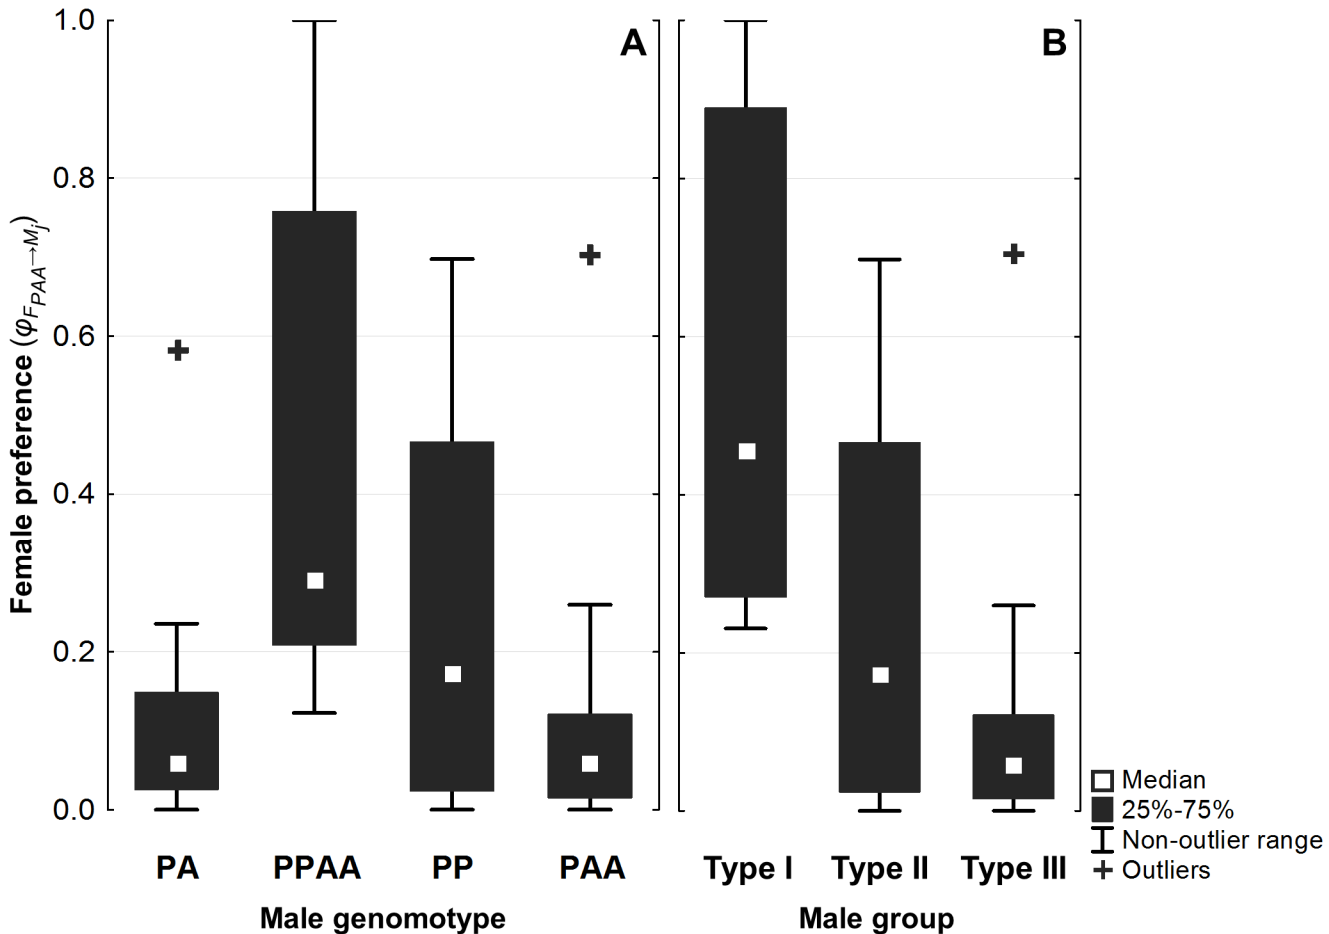 A
B
Female preference (φ_{F_{PAA}→M_j})
1.0
0.8
0.6
0.4
0.2
0.0
PA PPAA PP PAA
Type I Type II Type III
Male genomotype
Male group
Median
25%-75%
Non-outlier range
Outliers